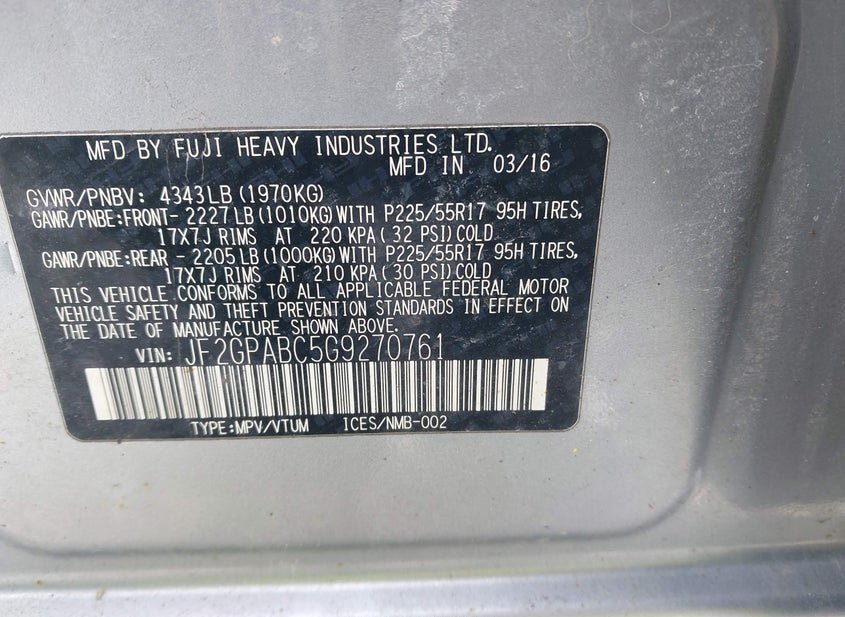 MFD BY FUJI HEAVY INDUSTRIES LTD.
MFD IN 03/16
GVWR/PNBV: 4343LB(1970KG)
GAWR/PNBE:FRONT- 2227LB(1010KG)WITH P225/55R17 95H TIRES,
17X7J RIMS AT 220 KPA(32 PSI)COLD
GAWR/PNBE:REAR - 2205LB(1000KG)WITH P225/55R17 95H TIRES,
17X7J RIMS AT 210 KPA(30 PSI)COLD
THIS VEHICLE CONFORMS TO ALL APPLICABLE FEDERAL MOTOR
VEHICLE SAFETY AND THEFT PREVENTION STANDARDS IN EFFECT ON
THE DATE OF MANUFACTURE SHOWN ABOVE.
VIN: JF2GPABC5G9270761
TYPE:MPV/VTUM ICES/NMB-002